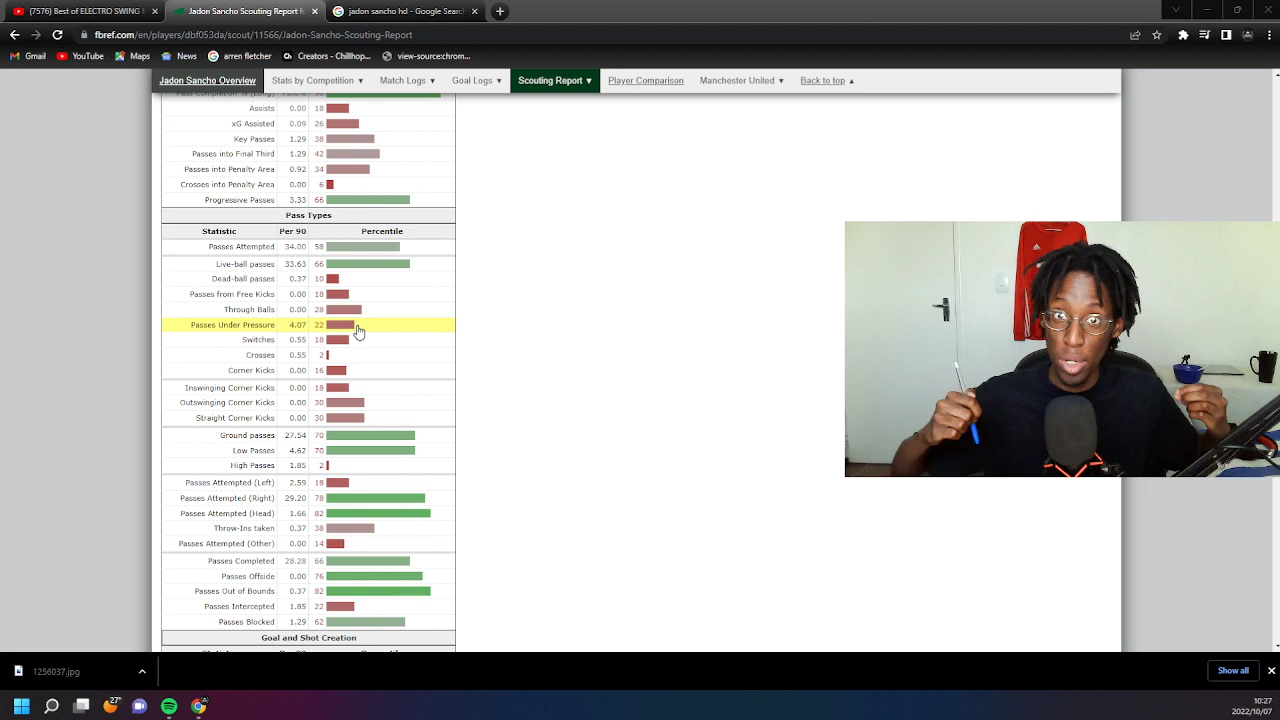 (7576) Best of ELECTRO SWING
Jadon Sancho Scouting Report fo
jadon sancho hd - Google Search
fbref.com/en/players/dbf053da/scout/11566/Jadon-Sancho-Scouting-Report
Gmail YouTube Maps News arren fletcher Creators - Chillhop... view-source:chrom...
Jadon Sancho Overview Stats by Competition ▼ Match Logs ▼ Goal Logs ▼ Scouting Report ▼ Player Comparison Manchester United ▼ Back to top ▲
Assists 0.00 18
xG Assisted 0.09 26
Key Passes 1.29 38
Passes into Final Third 1.29 42
Passes into Penalty Area 0.92 34
Crosses into Penalty Area 0.00 6
Progressive Passes 3.33 66
Pass Types
Statistic Per 90 Percentile
Passes Attempted 34.00 58
Live-ball passes 33.63 66
Dead-ball passes 0.37 10
Passes from Free Kicks 0.00 18
Through Balls 0.00 28
Passes Under Pressure 4.07 22
Switches 0.55 18
Crosses 0.55 2
Corner Kicks 0.00 16
Inswinging Corner Kicks 0.00 18
Outswinging Corner Kicks 0.00 30
Straight Corner Kicks 0.00 30
Ground passes 27.54 70
Low Passes 4.62 70
High Passes 1.85 2
Passes Attempted (Left) 2.59 18
Passes Attempted (Right) 29.20 78
Passes Attempted (Head) 1.66 82
Throw-Ins taken 0.37 38
Passes Attempted (Other) 0.00 14
Passes Completed 28.28 66
Passes Offside 0.00 76
Passes Out of Bounds 0.37 82
Passes Intercepted 1.85 22
Passes Blocked 1.29 62
Goal and Shot Creation
1256037.jpg
Show all
27°
10:27
2022/10/07